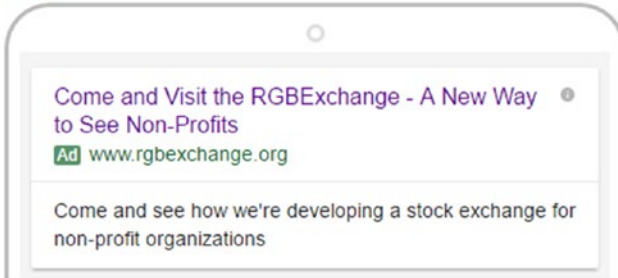 Come and Visit the RGBExchange - A New Way
to See Non-Profits
Ad www.rgbexchange.org
Come and see how we're developing a stock exchange for
non-profit organizations